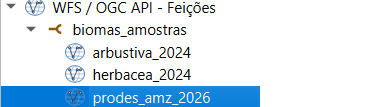 WFS / OGC API - Feições
biomas_amostras
arbustiva_2024
herbacea_2024
prodes_amz_2026